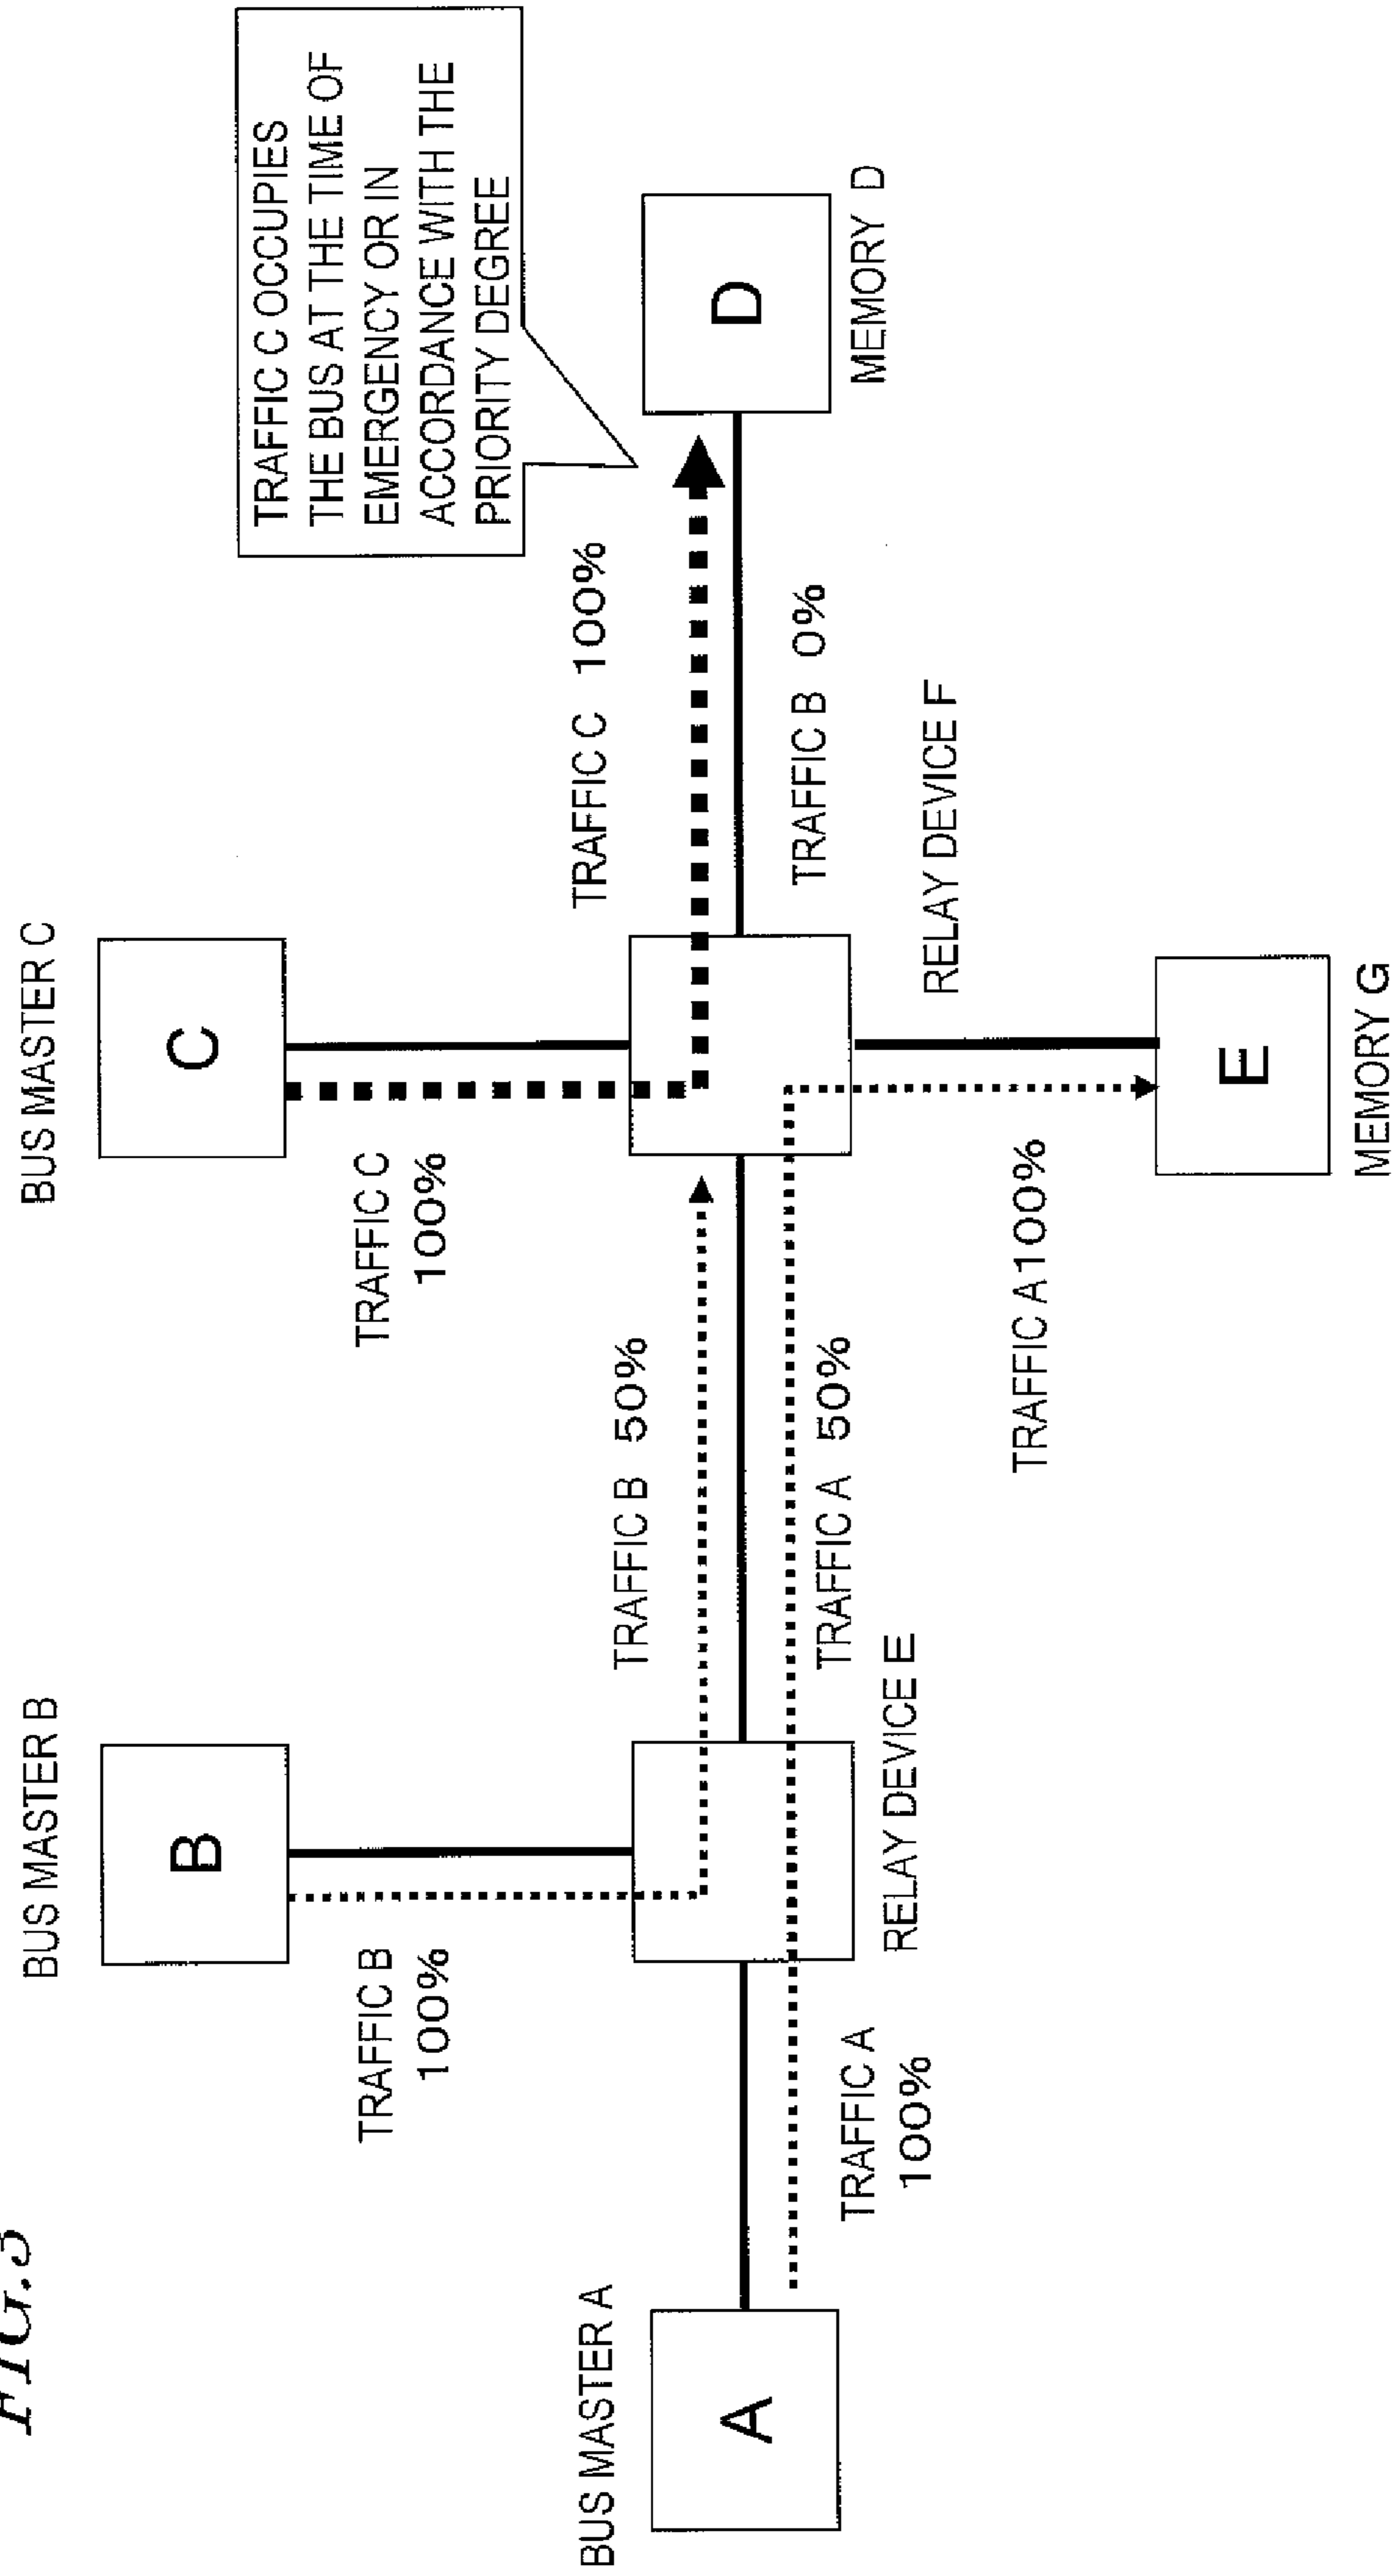 FIG.3
BUS MASTER B
BUS MASTER C
B
C
TRAFFIC C OCCUPIES
THE BUS AT THE TIME OF
EMERGENCY OR IN
ACCORDANCE WITH THE
PRIORITY DEGREE
TRAFFIC B
100%
TRAFFIC C
100%
TRAFFIC B 50%
TRAFFIC C 100%
BUS MASTER A
A
D
MEMORY D
TRAFFIC A
100%
TRAFFIC A 50%
TRAFFIC B 0%
RELAY DEVICE E
RELAY DEVICE F
TRAFFIC A100%
E
MEMORY G